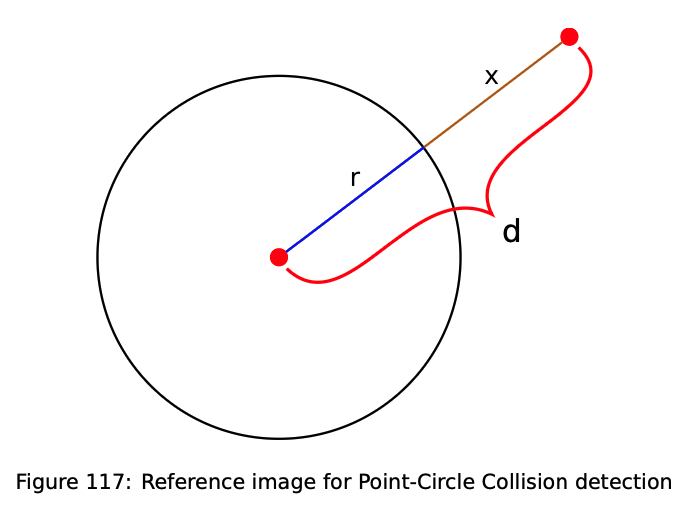 x
r
d
Figure 117: Reference image for Point-Circle Collision detection